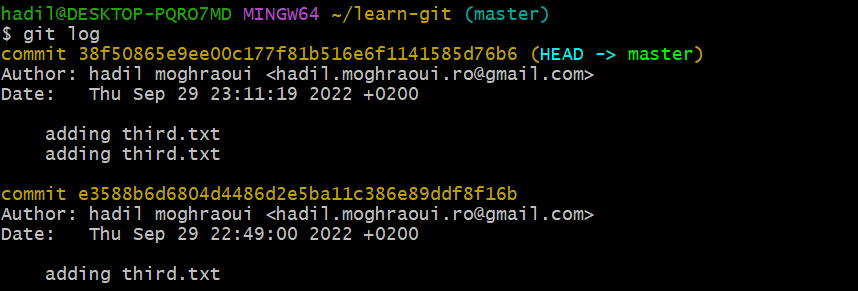 hadil@DESKTOP-PQRO7MD MINGW64 ~/learn-git (master)
$ git log
commit 38f50865e9ee00c177f81b516e6f1141585d76b6 (HEAD -> master)
Author: hadil moghraoui <hadil.moghraoui.ro@gmail.com>
Date:   Thu Sep 29 23:11:19 2022 +0200
    adding third.txt
    adding third.txt
commit e3588b6d6804d4486d2e5ba11c386e89ddf8f16b
Author: hadil moghraoui <hadil.moghraoui.ro@gmail.com>
Date:   Thu Sep 29 22:49:00 2022 +0200
    adding third.txt